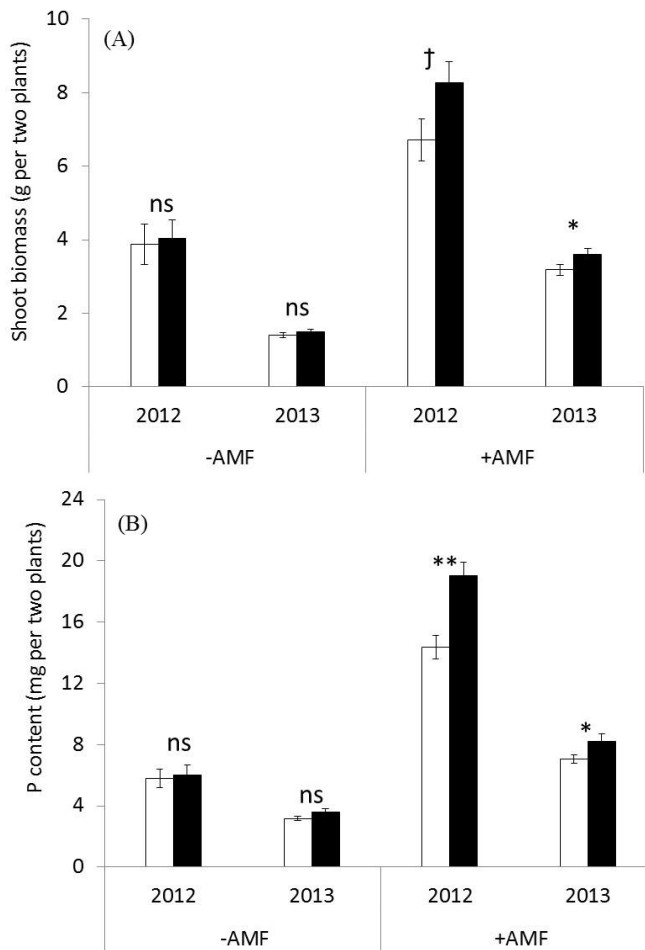 (A)
Shoot biomass (g per two plants)
10
8
6
4
2
0
ns
ns
†
*
2012
2013
2012
2013
-AMF
+AMF
(B)
P content (mg per two plants)
24
20
16
12
8
4
0
ns
ns
**
*
2012
2013
2012
2013
-AMF
+AMF